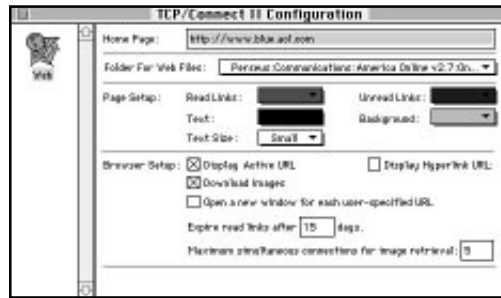 TCP/Connect II Configuration
Web
Home Page: http://www.blue.aol.com
Folder For Web Files: Perseus:Communications:America Online v2.7:On...
Page Setup: Read Links: Unread Links:
Text: Background:
Text Size: Small
Browser Setup: Display Active URL Display Hyperlink URL:
Download Images
Open a new window for each user-specified URL
Expire read links after 15 days.
Maximum simultaneous connections for image retrieval: